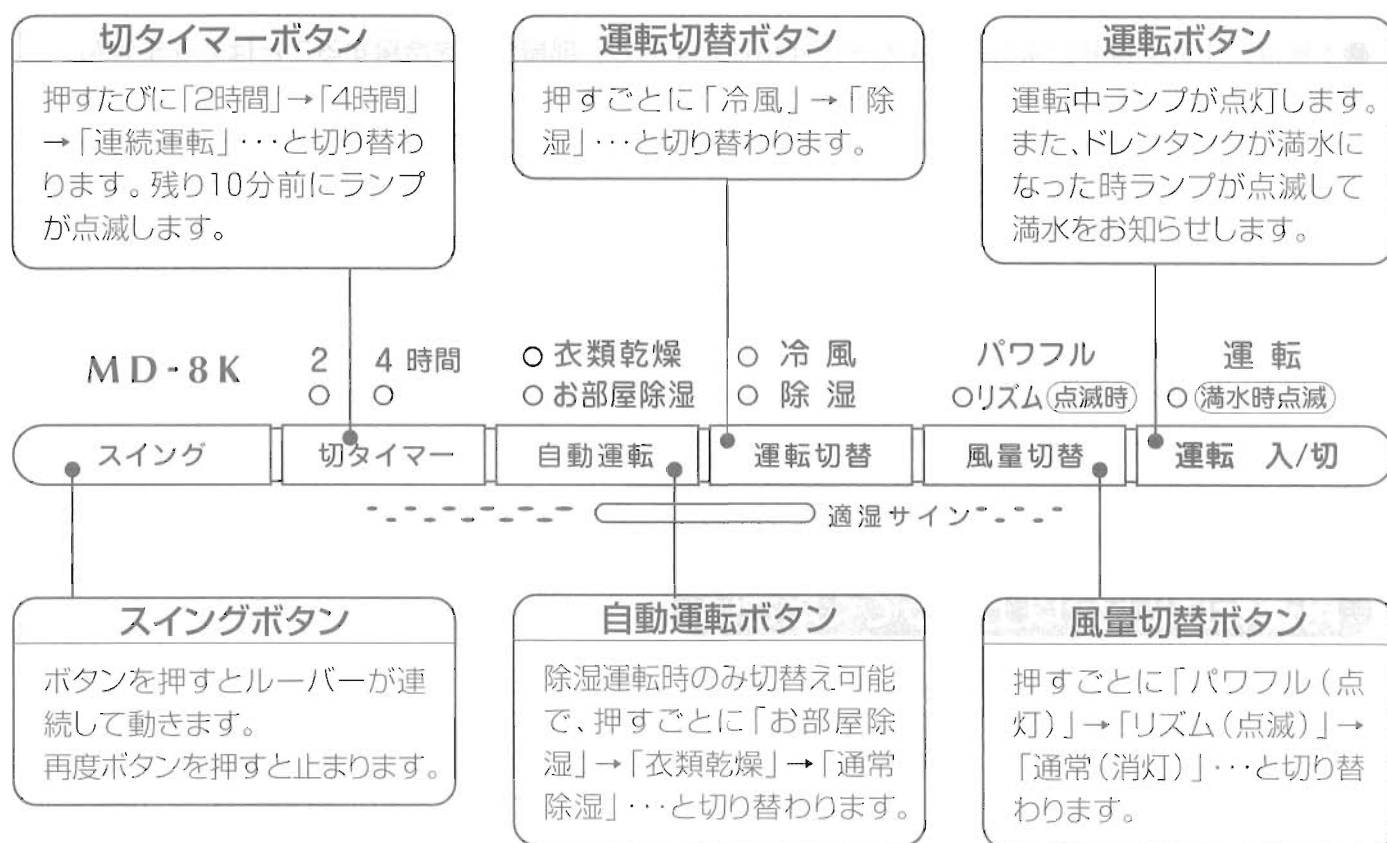 切タイマーボタン
押すたびに「2時間」→「4時間」
→「連続運転」･･･と切り替わ
ります。残り10分前にランプ
が点滅します。
運転切替ボタン
押すごとに「冷風」→「除
湿」･･･と切り替わります。
運転ボタン
運転中ランプが点灯します。
また、ドレンタンクが満水に
なった時ランプが点滅して
満水をお知らせします。
MD-8K
2 4 時間
衣類乾燥
お部屋除湿
冷風
除湿
パワフル
リズム 点滅時
運転
満水時点滅
スイング
切タイマー
自動運転
運転切替
風量切替
運転 入/切
適湿サイン
スイングボタン
ボタンを押すとルーバーが連
続して動きます。
再度ボタンを押すと止まります。
自動運転ボタン
除湿運転時のみ切替え可能
で、押すごとに「お部屋除
湿」→「衣類乾燥」→「通常
除湿」･･･と切り替わります。
風量切替ボタン
押すごとに「パワフル(点
灯)」→「リズム(点滅)」→
「通常(消灯)」･･･と切り替
わります。